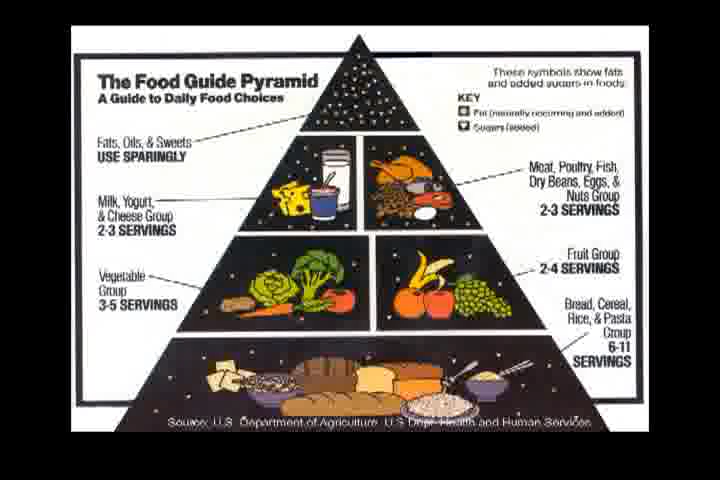 The Food Guide Pyramid
A Guide to Daily Food Choices
These symbols show fats
and added sugars in foods:
KEY
Fat (naturally occurring and added)
Sugars (added)
Fats, Oils, & Sweets
USE SPARINGLY
Milk, Yogurt,
& Cheese Group
2-3 SERVINGS
Meat, Poultry, Fish,
Dry Beans, Eggs, &
Nuts Group
2-3 SERVINGS
Vegetable
Group
3-5 SERVINGS
Fruit Group
2-4 SERVINGS
Bread, Cereal,
Rice, & Pasta
Group
6-11
SERVINGS
Source: U.S. Department of Agriculture, U.S Dept. Health and Human Services